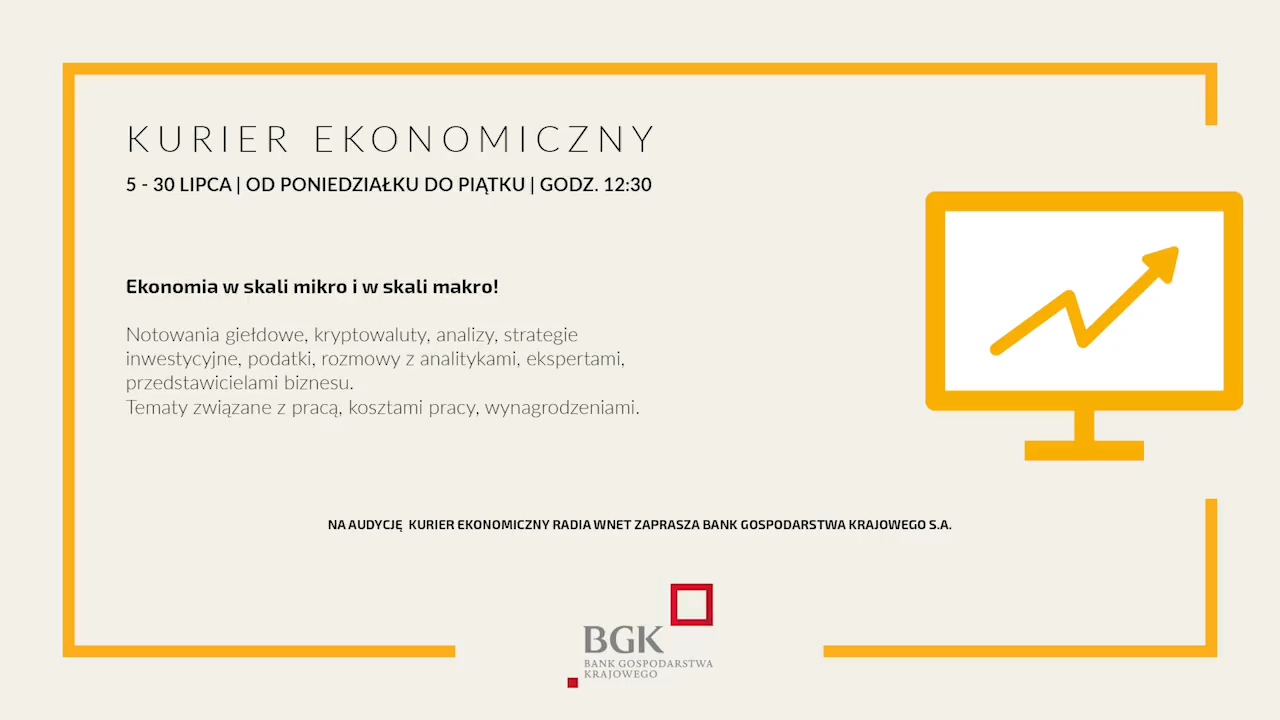 KURIER EKONOMICZNY
5 - 30 LIPCA | OD PONIEDZIAŁKU DO PIĄTKU | GODZ. 12:30
Ekonomia w skali mikro i w skali makro!
Notowania giełdowe, kryptowaluty, analizy, strategie
inwestycyjne, podatki, rozmowy z analitykami, ekspertami,
przedstawicielami biznesu.
Tematy związane z pracą, kosztami pracy, wynagrodzeniami.
NA AUDYCJĘ KURIER EKONOMICZNY RADIA WNET ZAPRASZA BANK GOSPODARSTWA KRAJOWEGO S.A.
BGK
BANK GOSPODARSTWA
KRAJOWEGO